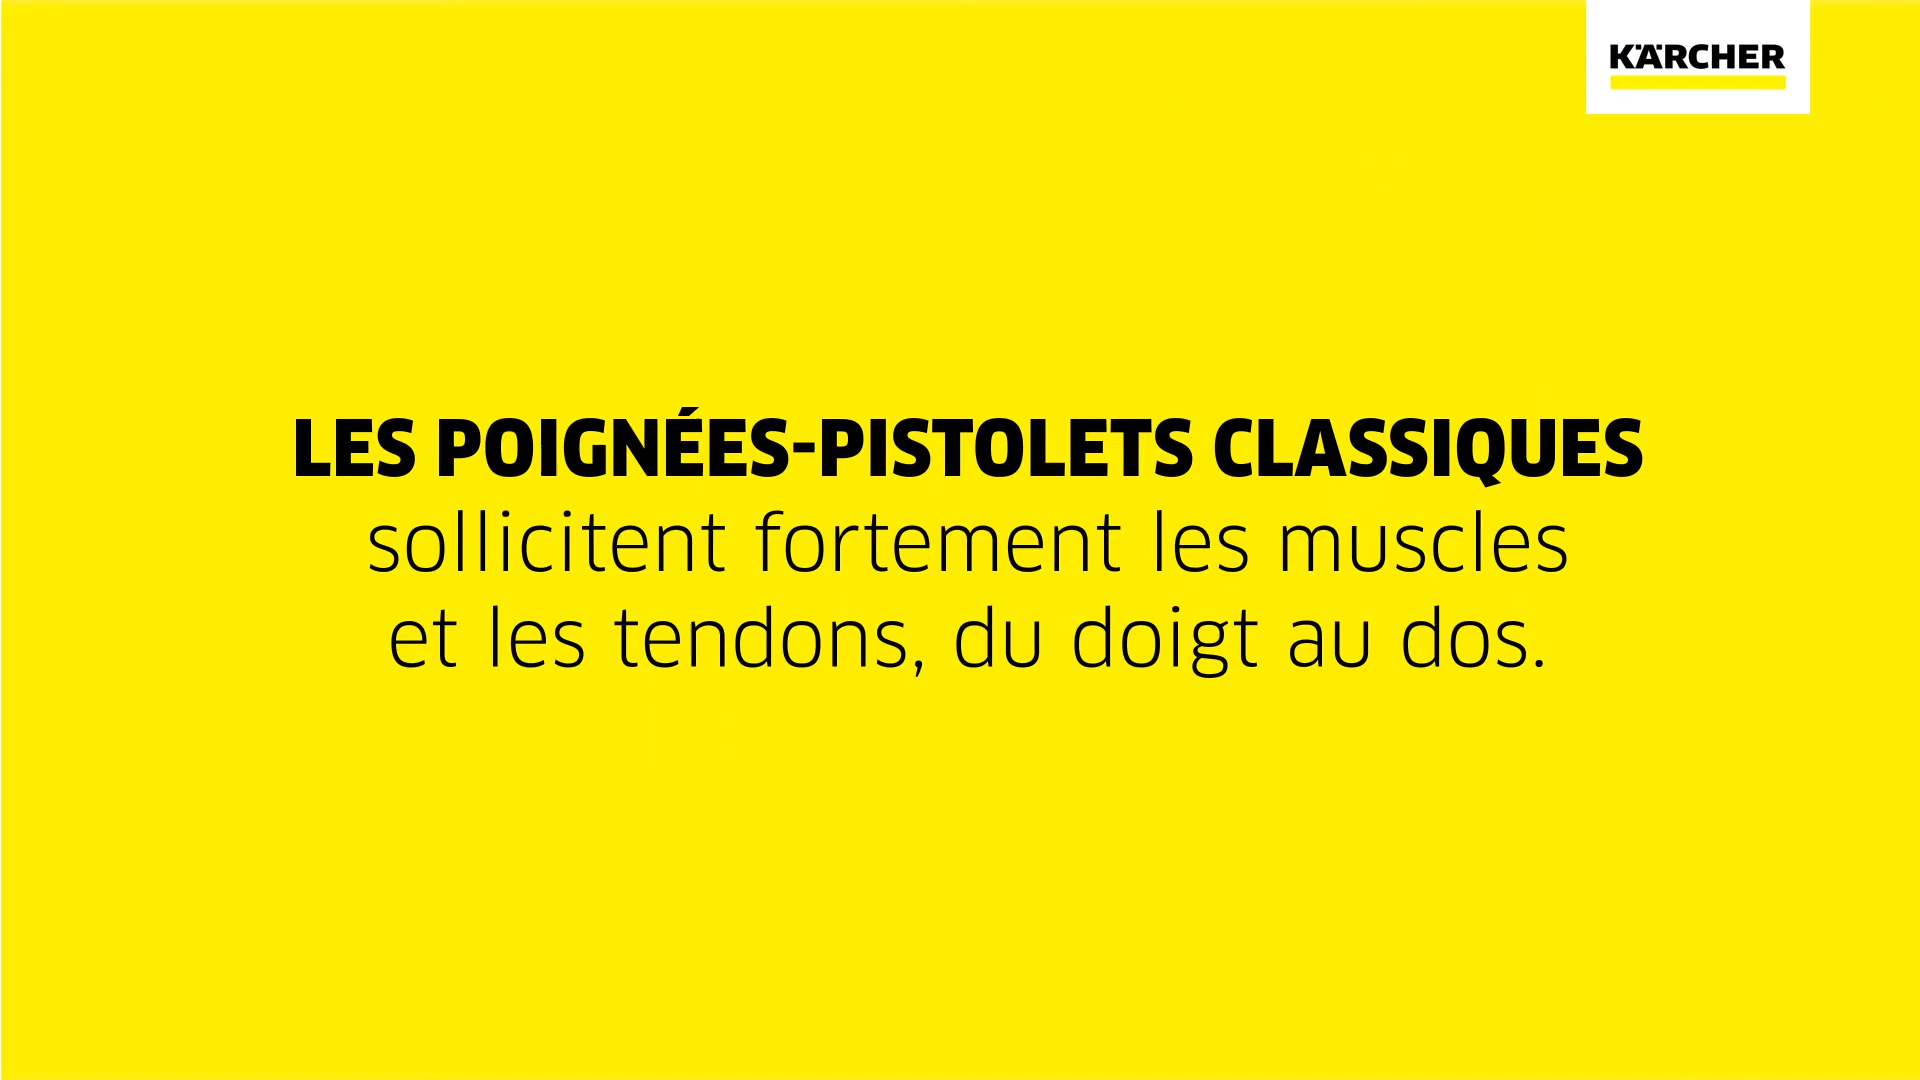 KÄRCHER
LES POIGNÉES-PISTOLETS CLASSIQUES
sollicitent fortement les muscles
et les tendons, du doigt au dos.